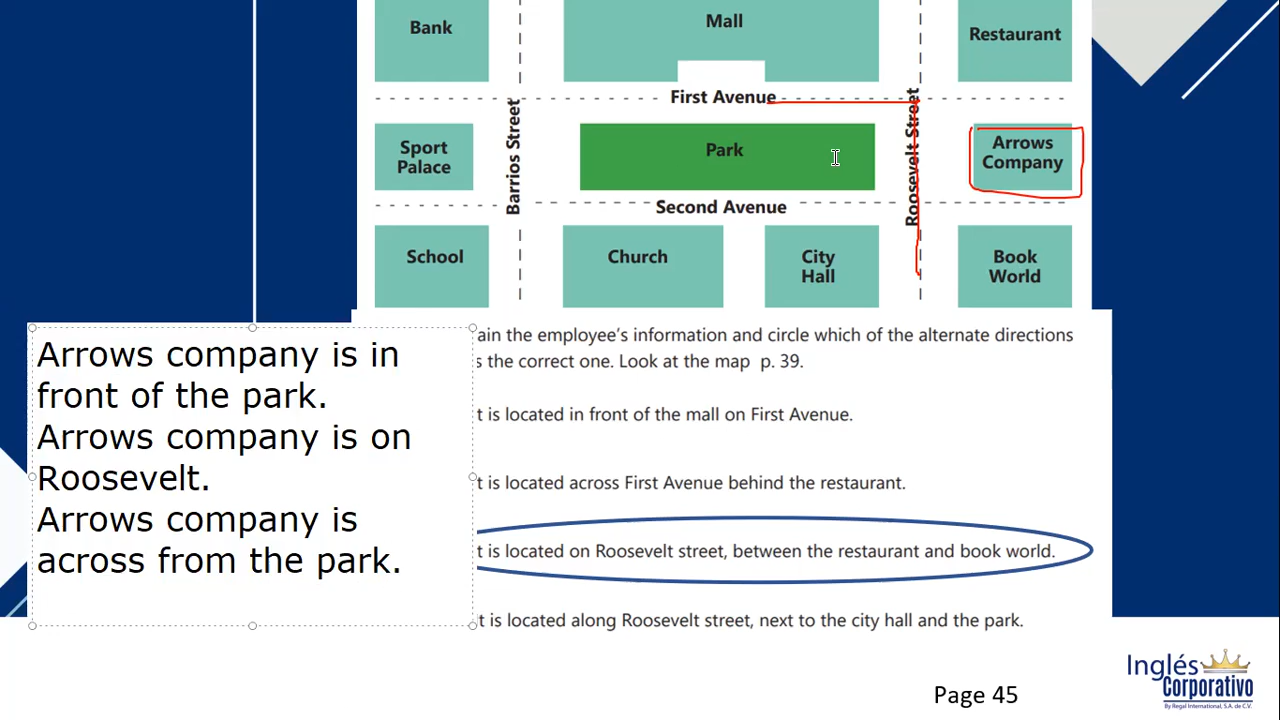 Bank
Mall
Restaurant
First Avenue
Barrios Street
Roosevelt Street
Sport
Palace
Park
Arrows
Company
Second Avenue
School
Church
City
Hall
Book
World
ain the employee's information and circle which of the alternate directions
s the correct one. Look at the map p. 39.
t is located in front of the mall on First Avenue.
t is located across First Avenue behind the restaurant.
t is located on Roosevelt street, between the restaurant and book world.
t is located along Roosevelt street, next to the city hall and the park.
Arrows company is in
front of the park.
Arrows company is on
Roosevelt.
Arrows company is
across from the park.
Page 45
Inglés
Corporativo
By Regal International, S.A. de C.V.